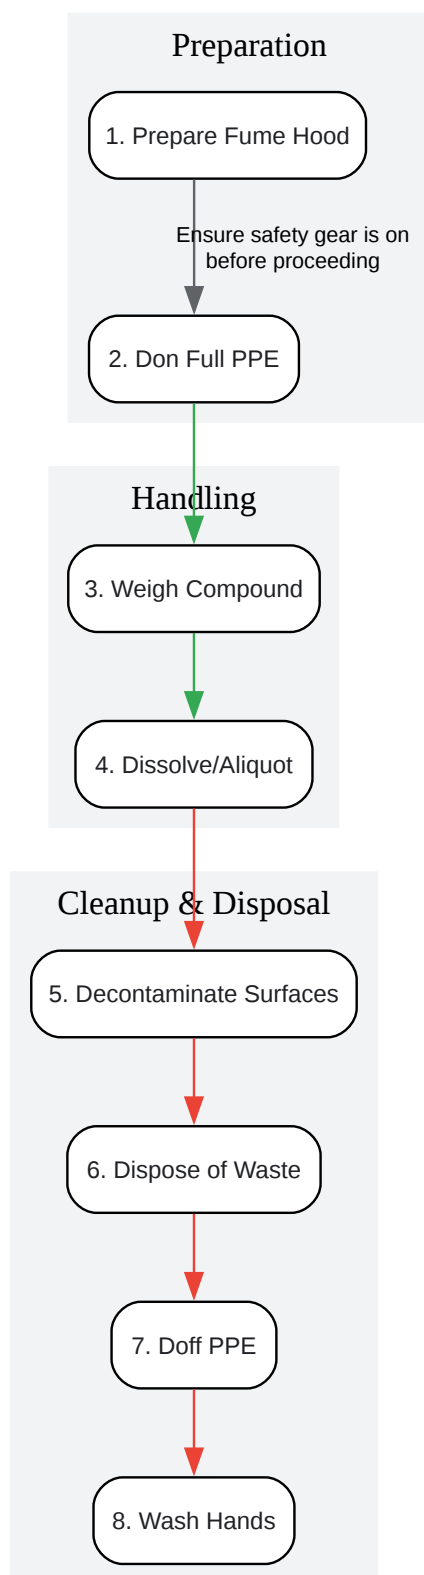 Preparation
1. Prepare Fume Hood
Ensure safety gear is on
before proceeding
2. Don Full PPE
Handling
3. Weigh Compound
4. Dissolve/Aliquot
Cleanup & Disposal
5. Decontaminate Surfaces
6. Dispose of Waste
7. Doff PPE
8. Wash Hands